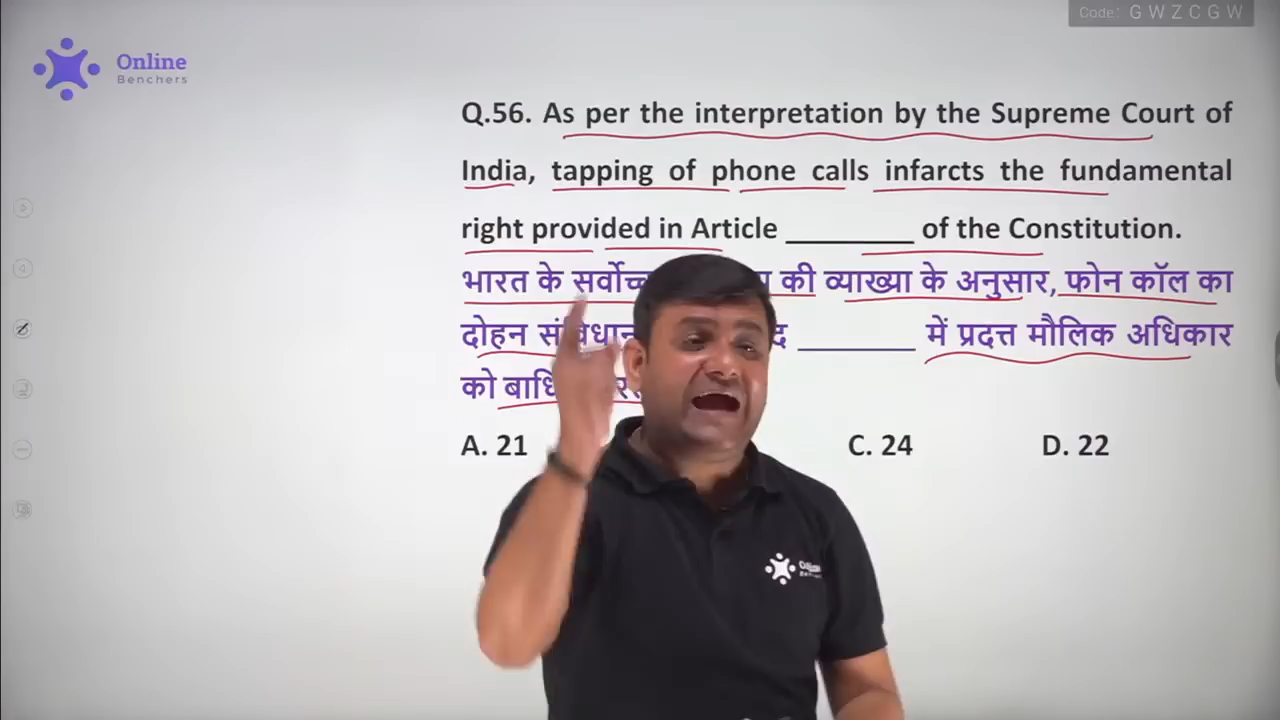 Code: G W Z C G W
Online
Benchers
Q.56. As per the interpretation by the Supreme Court of
India, tapping of phone calls infarcts the fundamental
right provided in Article ________ of the Constitution.
भारत के की व्याख्या के अनुसार, फोन कॉल का
दोहन ________ में प्रदत्त मौलिक अधिकार
को
A. 21 C. 24 D. 22